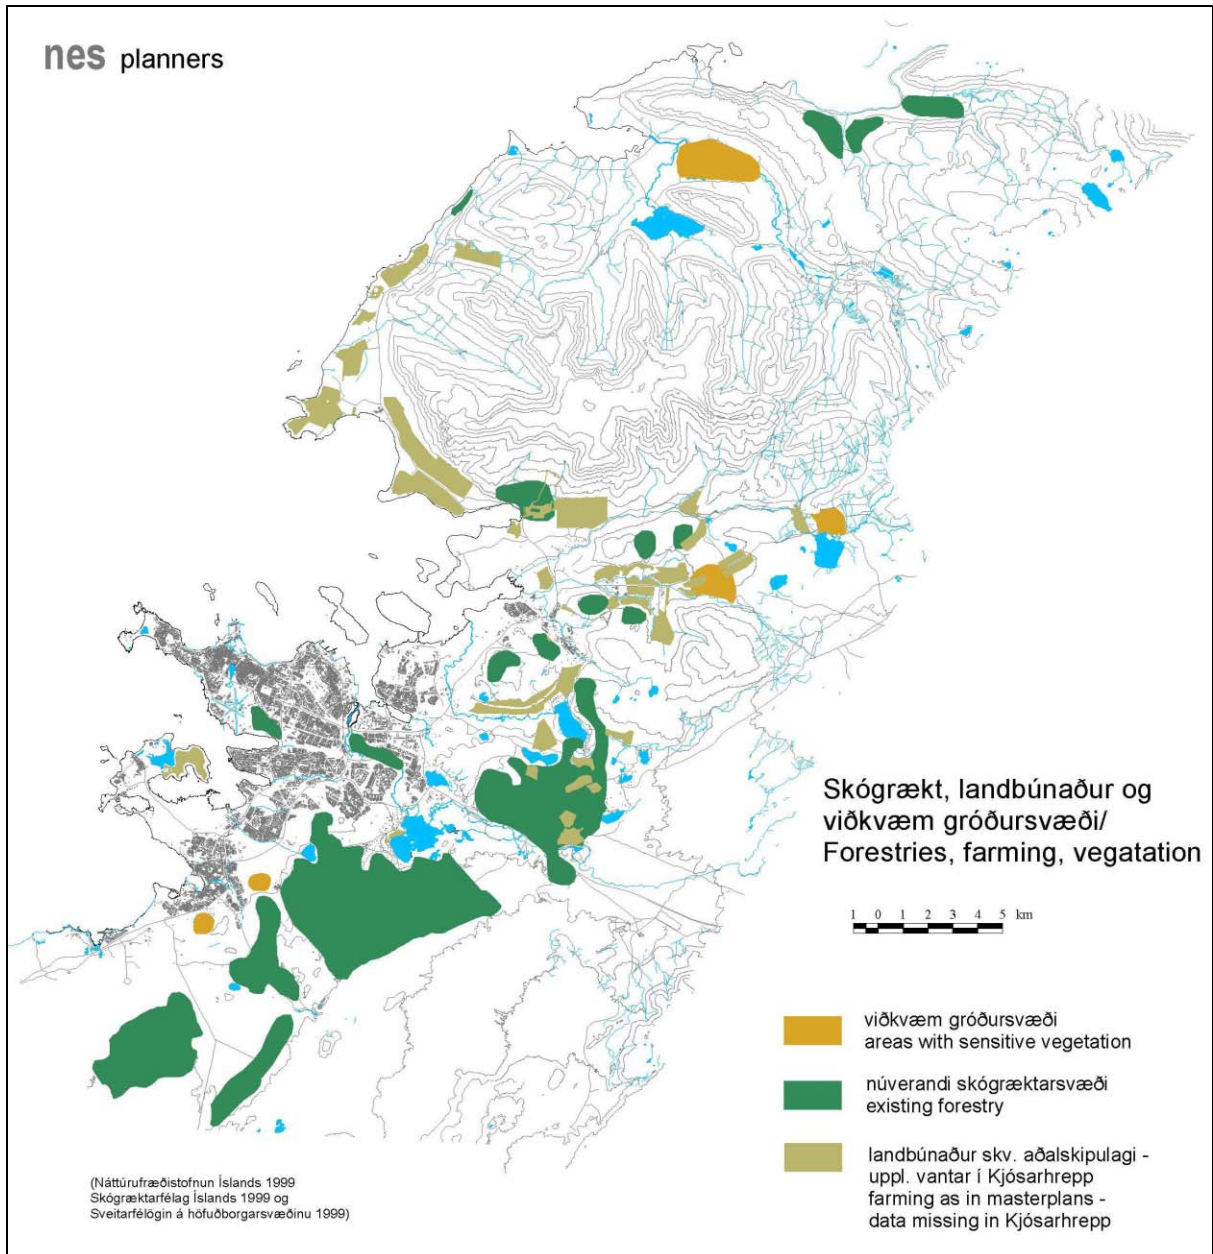 nes planners
Skógrækt, landbúnaður og
viðkvæm gróðursvæði/
Forestries, farming, vegatation
1 0 1 2 3 4 5 km
viðkvæm gróðursvæði
areas with sensitive vegetation
núverandi skógræktarsvæði
existing forestry
landbúnaður skv. aðalskipulagi -
uppl. vantar í Kjósarhrepp
farming as in masterplans -
data missing in Kjósarhrepp
(Náttúrufræðistofnun Íslands 1999
Skógræktarfélag Íslands 1999 og
Sveitarfélögin á höfuðborgarsvæðinu 1999)